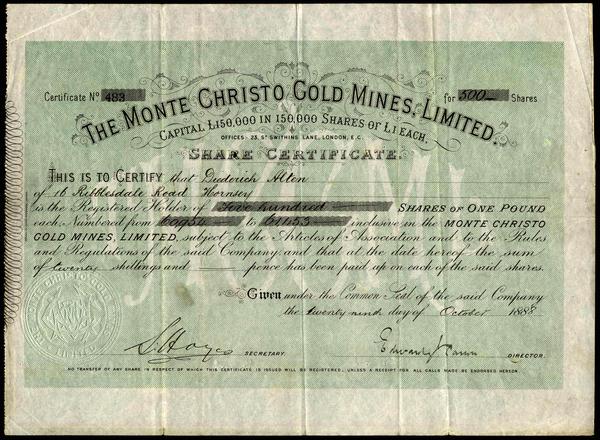 Certificate No 483 for 500 Shares
THE MONTE CHRISTO GOLD MINES, LIMITED.
CAPITAL £150,000 IN 150,000 SHARES OF £1 EACH.
OFFICES: 23, ST SWITHINS LANE, LONDON, E.C.
SHARE CERTIFICATE.
THIS IS TO CERTIFY that Diederich Alten
of 16 Ribblesdale Road Hornsey
is the Registered Holder of Five hundred SHARES OF ONE POUND
each, Numbered from 60954 to 61453 inclusive in the MONTE CHRISTO
GOLD MINES, LIMITED, subject to the Articles of Association and to the Rules
and Regulations of the said Company and that at the date hereof the sum
of twenty shillings and pence has been paid up on each of the said shares.
Given under the Common Seal of the said Company
the twenty ninth day of October 1888
SECRETARY.
DIRECTOR.
NO TRANSFER OF ANY SHARE IN RESPECT OF WHICH THIS CERTIFICATE IS ISSUED WILL BE REGISTERED, UNLESS A RECEIPT FOR ALL CALLS MADE BE ENDORSED HEREON